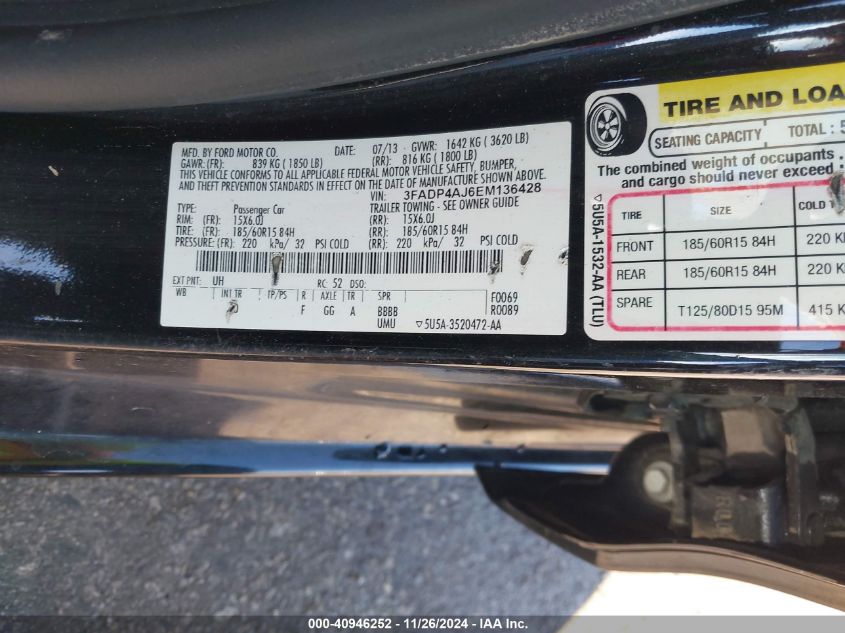 MFD. BY FORD MOTOR CO. DATE: 07/13 GVWR: 1642 KG ( 3620 LB)
GAWR:(FR): 839 KG ( 1850 LB) (RR): 816 KG ( 1800 LB)
THIS VEHICLE CONFORMS TO ALL APPLICABLE FEDERAL MOTOR VEHICLE SAFETY, BUMPER,
AND THEFT PREVENTION STANDARDS IN EFFECT ON THE DATE OF MANUFACTURE SHOWN ABOVE.
VIN: 3FADP4AJ6EM136428
TYPE: Passenger Car TRAILER TOWING - SEE OWNER GUIDE
RIM: (FR): 15X6.0J (RR): 15X6.0J
TIRE: (FR): 185/60R15 84H (RR): 185/60R15 84H
PRESSURE:(FR): 220 kPa/ 32 PSI COLD (RR): 220 kPa/ 32 PSI COLD
EXT PNT: UH RC: 52 DSO:
WB INT TR TP/PS R AXLE TR SPR F0069
F GG A BBBB R0089
UMU ▽5U5A-3520472-AA
TIRE AND LOA
SEATING CAPACITY TOTAL : 5
The combined weight of occupants
and cargo should never exceed :
TIRE SIZE COLD
FRONT 185/60R15 84H 220 K
REAR 185/60R15 84H 220 K
SPARE T125/80D15 95M 415 K
▽5U5A-1532-AA (TLU)
000-40946252 - 11/26/2024 - IAA Inc.